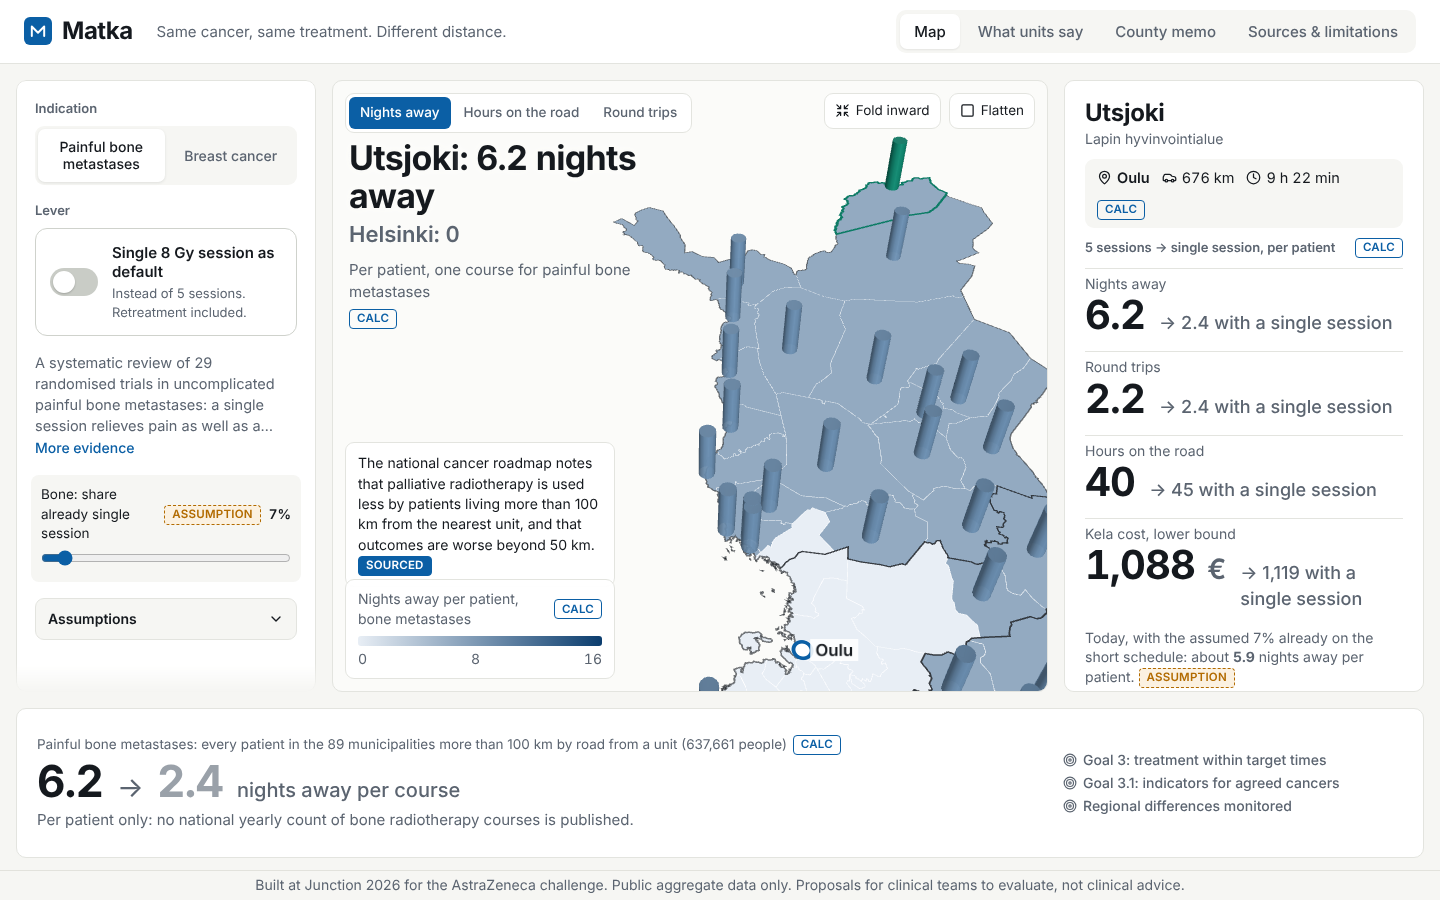 Matka
Same cancer, same treatment. Different distance.
Map
What units say
County memo
Sources & limitations
Indication
Painful bone
metastases
Breast cancer
Lever
Single 8 Gy session as
default
Instead of 5 sessions.
Retreatment included.
A systematic review of 29
randomised trials in uncomplicated
painful bone metastases: a single
session relieves pain as well as a...
More evidence
Bone: share
already single
session
ASSUMPTION
7%
Assumptions
Nights away
Hours on the road
Round trips
Fold inward
Flatten
Utsjoki: 6.2 nights
away
Helsinki: 0
Per patient, one course for painful bone
metastases
CALC
The national cancer roadmap notes
that palliative radiotherapy is used
less by patients living more than 100
km from the nearest unit, and that
outcomes are worse beyond 50 km.
SOURCED
Nights away per patient,
bone metastases
CALC
0
8
16
Oulu
Utsjoki
Lapin hyvinvointialue
Oulu 676 km 9 h 22 min
CALC
5 sessions → single session, per patient
CALC
Nights away
6.2 → 2.4 with a single session
Round trips
2.2 → 2.4 with a single session
Hours on the road
40 → 45 with a single session
Kela cost, lower bound
1,088 € → 1,119 with a
single session
Today, with the assumed 7% already on the
short schedule: about 5.9 nights away per
patient. ASSUMPTION
Painful bone metastases: every patient in the 89 municipalities more than 100 km by road from a unit (637,661 people) CALC
6.2 → 2.4 nights away per course
Per patient only: no national yearly count of bone radiotherapy courses is published.
Goal 3: treatment within target times
Goal 3.1: indicators for agreed cancers
Regional differences monitored
Built at Junction 2026 for the AstraZeneca challenge. Public aggregate data only. Proposals for clinical teams to evaluate, not clinical advice.